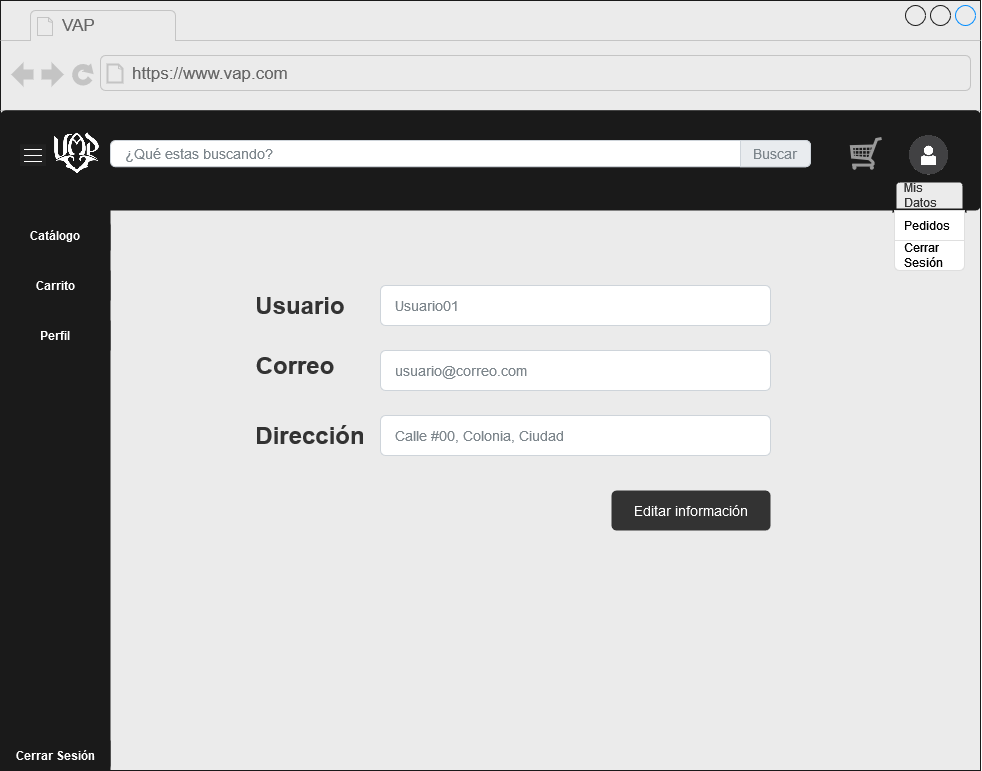 VAP
https://www.vap.com
VAP
¿Qué estas buscando?
Buscar
Mis
Datos
Pedidos
Cerrar
Sesión
Catálogo
Carrito
Perfil
Usuario
Usuario01
Correo
usuario@correo.com
Dirección
Calle #00, Colonia, Ciudad
Editar información
Cerrar Sesión